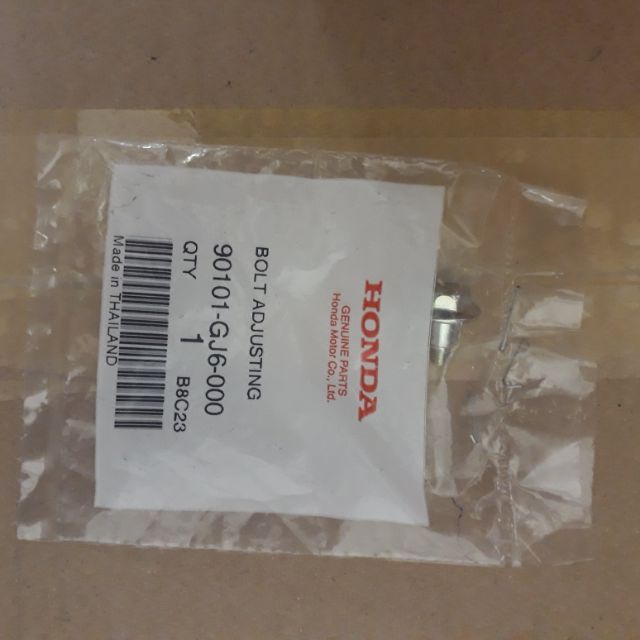 HONDA
GENUINE PARTS
Honda Motor Co., Ltd.
BOLT ADJUSTING
90101-GJ6-000
QTY 1 B8C23
Made in THAILAND